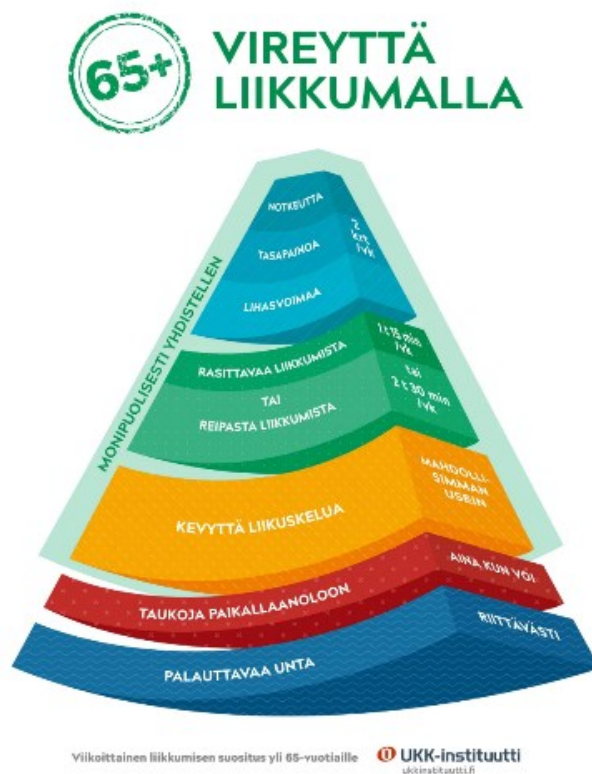 65+
VIREYTTÄ
LIIKKUMALLA
MONIPUOLISESTI YHDISTELLEN
NOTKEUTTA
TASAPAINOA
LIHASVOIMAA
2
krt
/vk
RASITTAVAA LIIKKUMISTA
TAI
REIPASTA LIIKKUMISTA
1 t 15 min
/vk
tai
2 t 30 min
/vk
KEVYTTÄ LIIKUSKELUA
MAHDOLLI-
SIMMAN
USEIN
TAUKOJA PAIKALLAANOLOON
AINA KUN VOI
PALAUTTAVAA UNTA
RIITTÄVÄSTI
Viikoittainen liikkumisen suositus yli 65-vuotiaille
UKK-instituutti
ukkinstituutti.fi